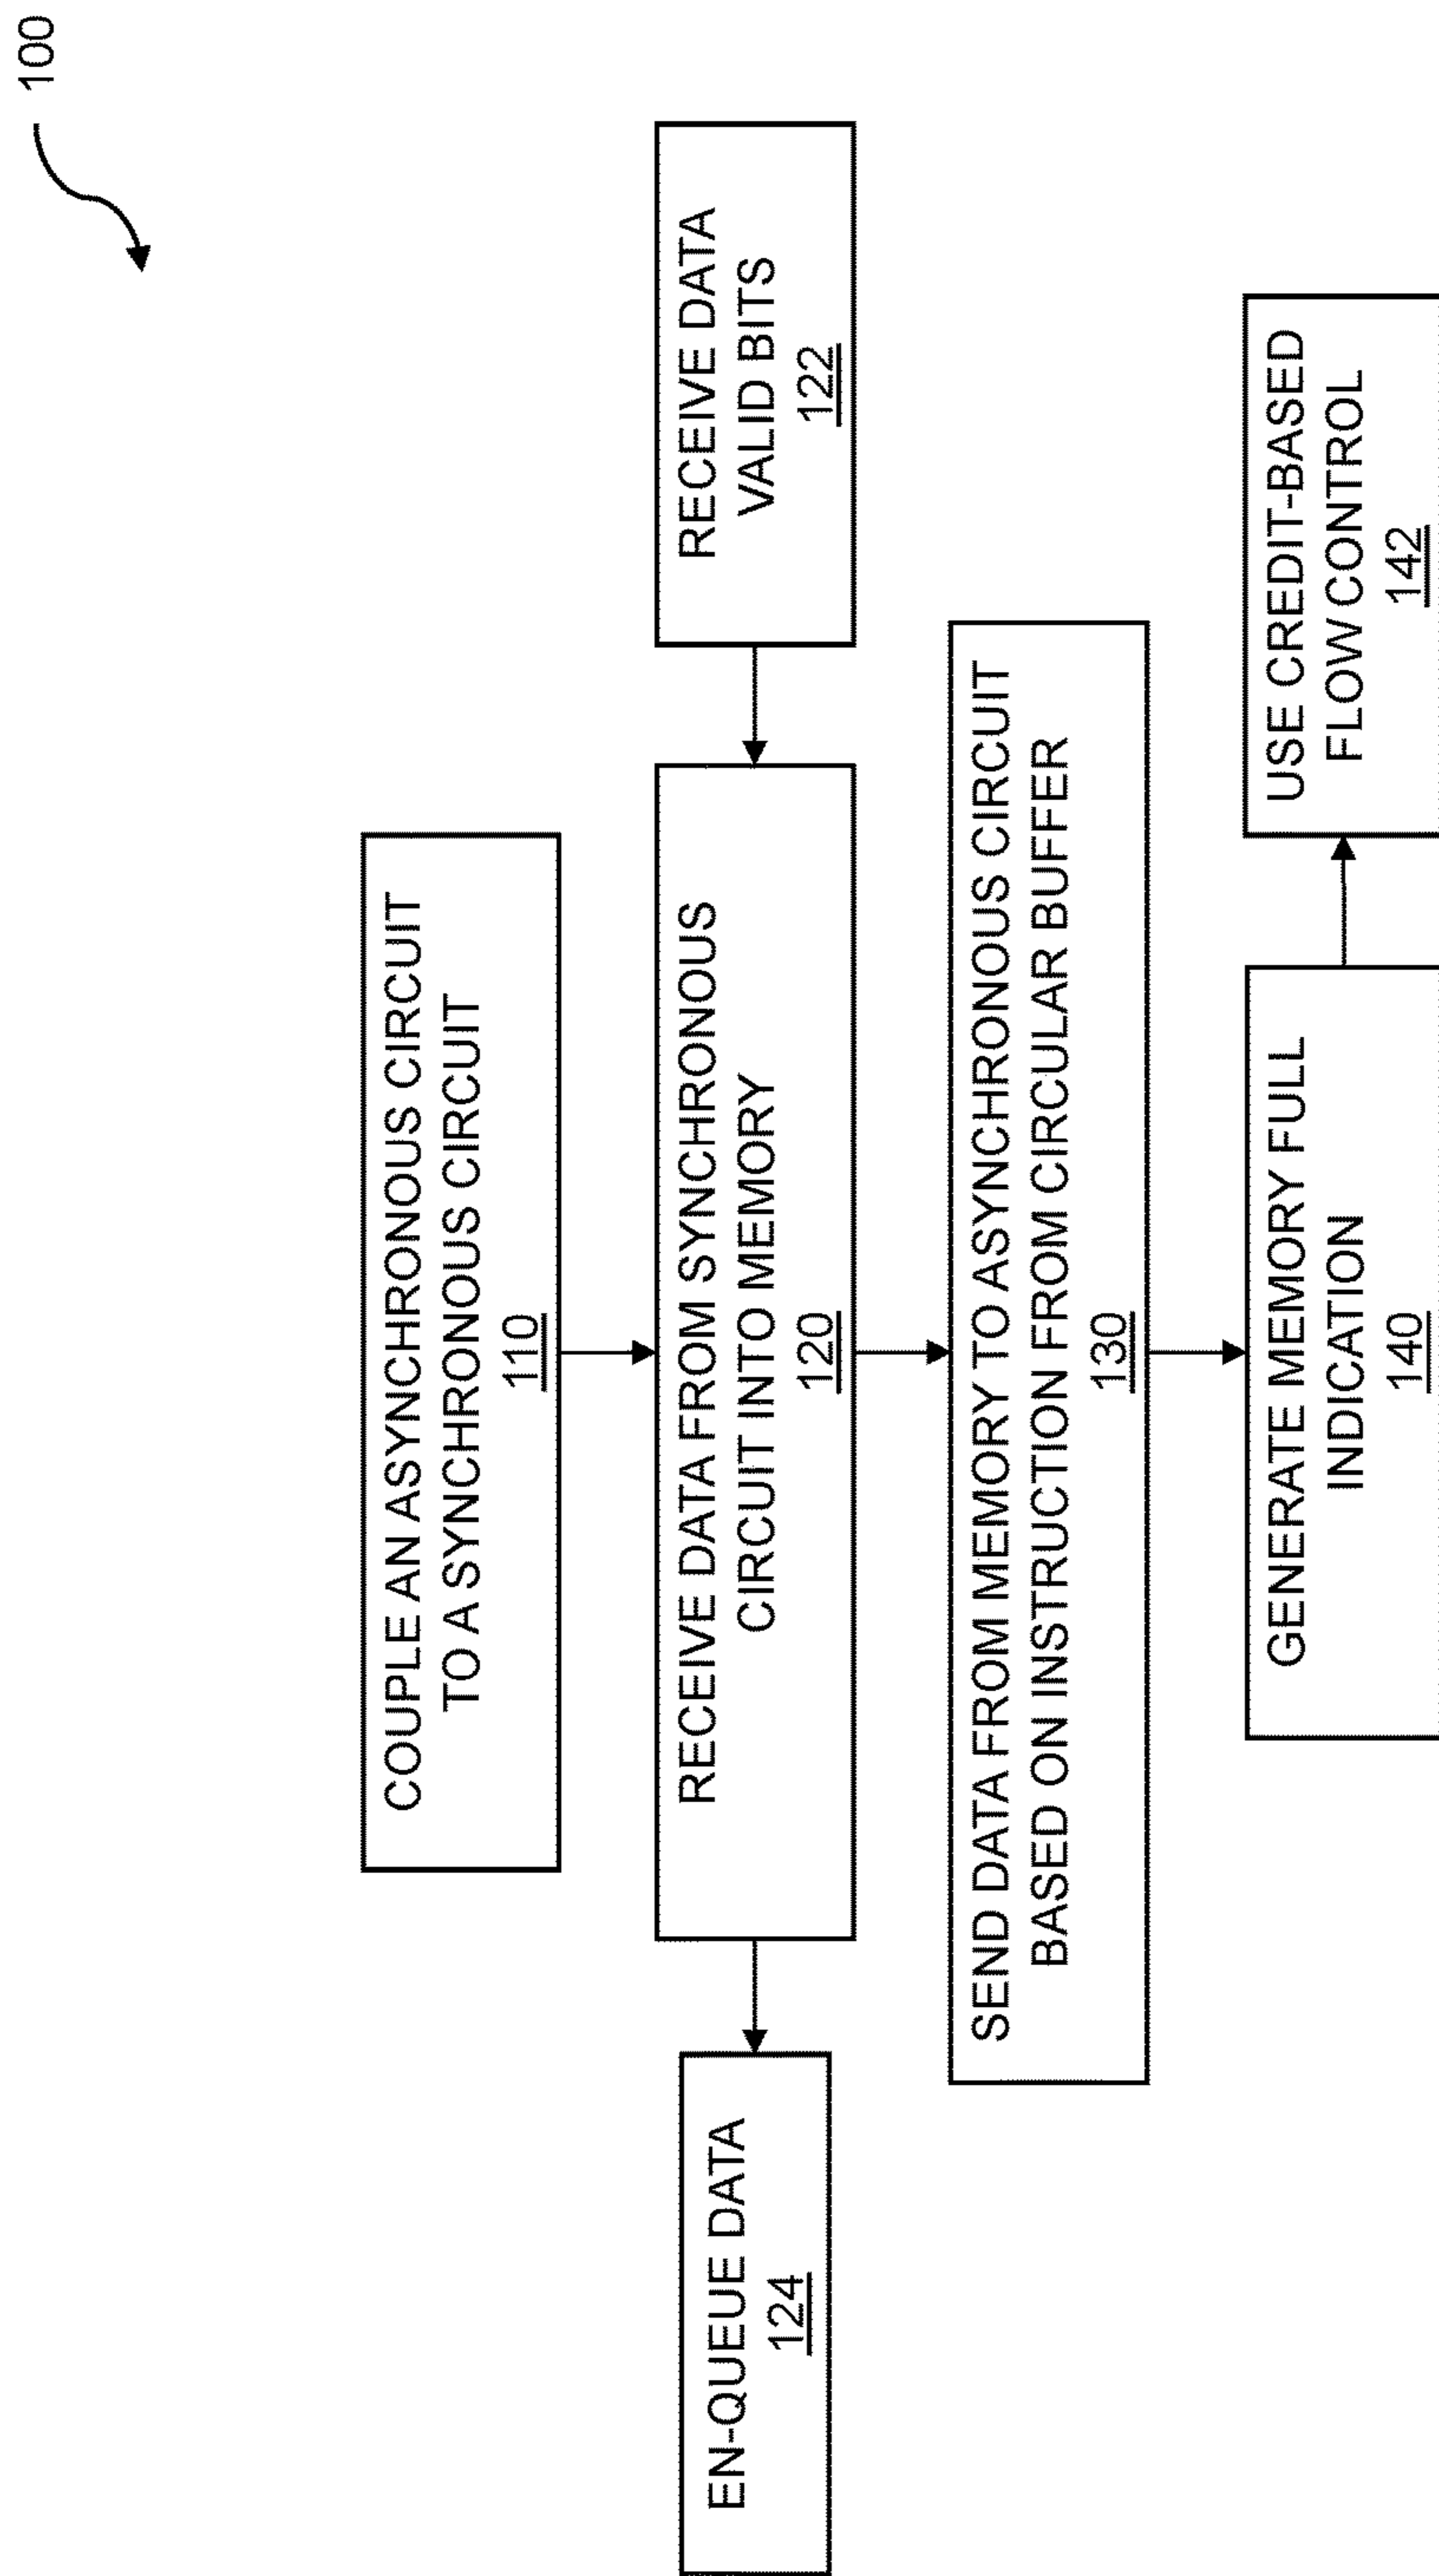 100
COUPLE AN ASYNCHRONOUS CIRCUIT
TO A SYNCHRONOUS CIRCUIT
110
EN-QUEUE DATA
124
RECEIVE DATA FROM SYNCHRONOUS
CIRCUIT INTO MEMORY
120
RECEIVE DATA
VALID BITS
122
SEND DATA FROM MEMORY TO ASYNCHRONOUS CIRCUIT
BASED ON INSTRUCTION FROM CIRCULAR BUFFER
130
GENERATE MEMORY FULL
INDICATION
140
USE CREDIT-BASED
FLOW CONTROL
142